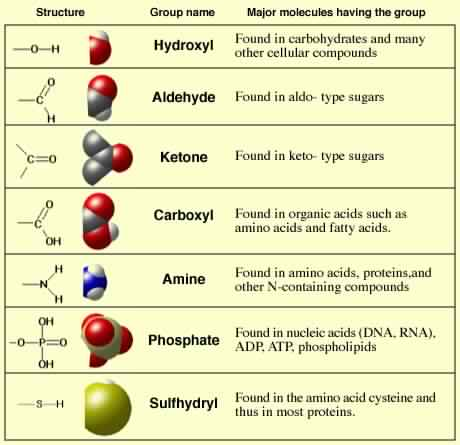 Structure Group name Major molecules having the group
—O—H
Hydroxyl
Found in carbohydrates and many
other cellular compounds
O
C
H
Aldehyde
Found in aldo- type sugars
C=O
Ketone
Found in keto- type sugars
O
C
OH
Carboxyl
Found in organic acids such as
amino acids and fatty acids.
H
—N
H
Amine
Found in amino acids, proteins,and
other N-containing compounds
OH
—O—P=O
OH
Phosphate
Found in nucleic acids (DNA, RNA),
ADP, ATP, phospholipids
—S—H
Sulfhydryl
Found in the amino acid cysteine and
thus in most proteins.